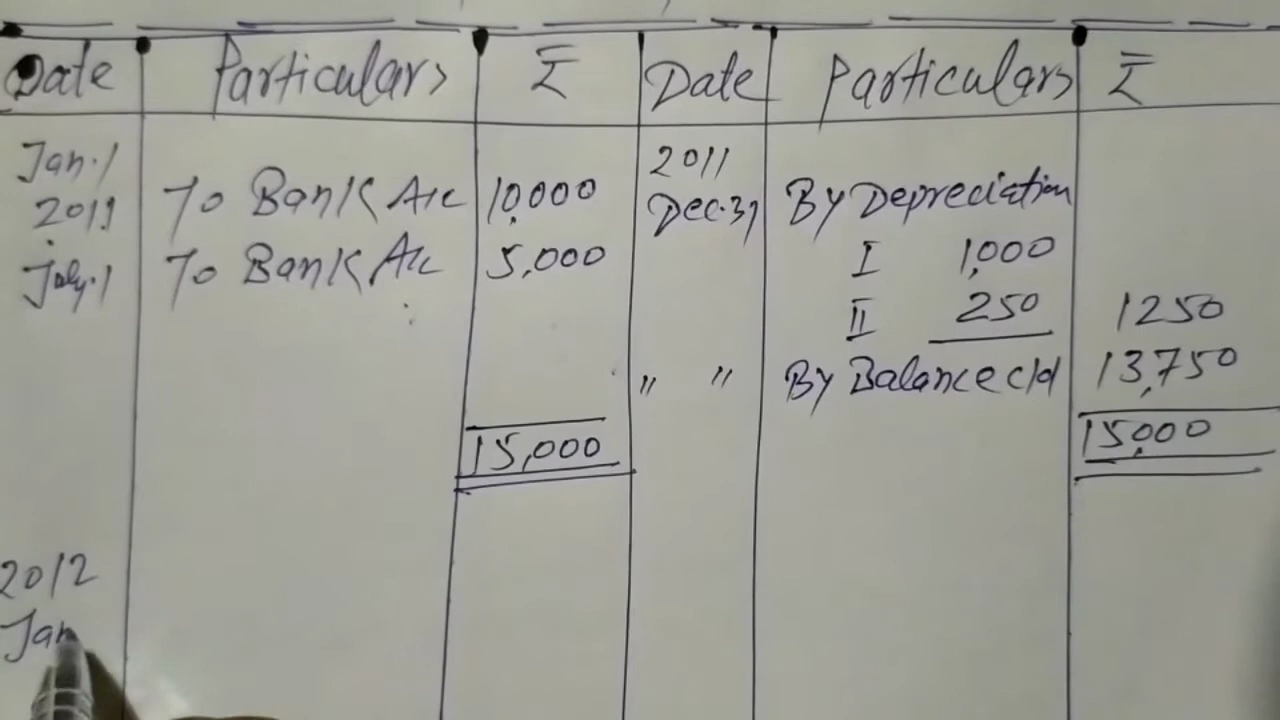 Date Particulars ₹ Date Particulars ₹
Jan.1 2011
2011 To Bank A/c 10,000 Dec.31 By Depreciation
July.1 To Bank A/c 5,000 I 1,000
II 250 1250
" " By Balance c/d 13,750
15,000 15,000
2012
Jan